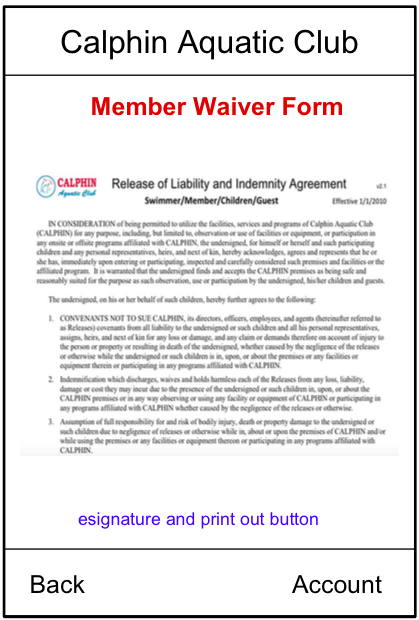 Calphin Aquatic Club
Member Waiver Form
CALPHIN
Aquatic Club
Release of Liability and Indemnity Agreement
v2.1
Swimmer/Member/Children/Guest
Effective 1/1/2010
IN CONSIDERATION of being permitted to utilize the facilities, services and programs of Calphin Aquatic Club
(CALPHIN) for any purpose, including, but limited to, observation or use of facilities or equipment, or participation in
any onsite or offsite programs affiliated with CALPHIN, the undersigned, for himself or herself and such participating
children and any personal representatives, heirs, and next of kin, hereby acknowledges, agrees and represents that he or
she has, immediately upon entering or participating, inspected and carefully considered such premises and facilities or the
affiliated program. It is warranted that the undersigned finds and accepts the CALPHIN premises as being safe and
reasonably suited for the purpose as such observation, use or participation by the undersigned, his/her children and guests.
The undersigned, on his or her behalf of such children, hereby further agrees to the following:
1. CONVENANTS NOT TO SUE CALPHIN, its directors, officers, employees, and agents (hereinafter referred to
as Releases) covenants from all liability to the undersigned or such children and all his personal representatives,
assigns, heirs, and next of kin for any loss or damage, and any claim or demands therefore on account of injury to
the person or property or resulting in death of the undersigned, whether caused by the negligence of the releases
or otherwise while the undersigned or such children is in, upon, or about the premises or any facilities or
equipment therein or participating in any programs affiliated with CALPHIN.
2. Indemnification which discharges, waives and holds harmless each of the Releases from any loss, liability,
damage or cost they may incur due to the presence of the undersigned or such children in, upon, or about the
CALPHIN premises or in any way observing or using any facility or equipment of CALPHIN or participating in
any programs affiliated with CALPHIN whether caused by the negligence of the releases or otherwise.
3. Assumption of full responsibility for and risk of bodily injury, death or property damage to the undersigned or
such children due to negligence of releases or otherwise while in, about or upon the premises of CALPHIN and/or
while using the premises or any facilities or equipment thereon or participating in any programs affiliated with
CALPHIN.
esignature and print out button
Back
Account